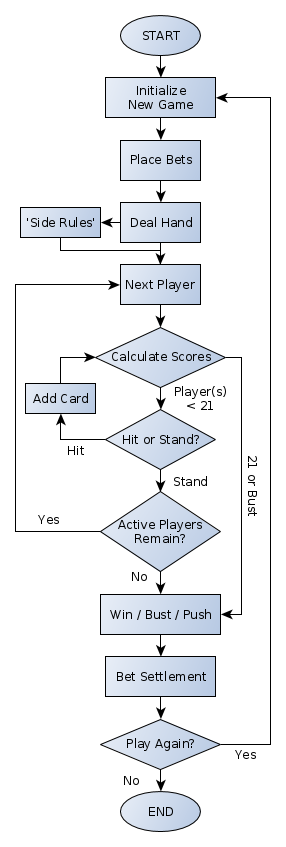 START
Initialize
New Game
Place Bets
'Side Rules'
Deal Hand
Next Player
Calculate Scores
Player(s)
< 21
Add Card
Hit or Stand?
Hit
21 or Bust
Stand
Yes
Active Players
Remain?
No
Win / Bust / Push
Bet Settlement
Play Again?
Yes
No
END